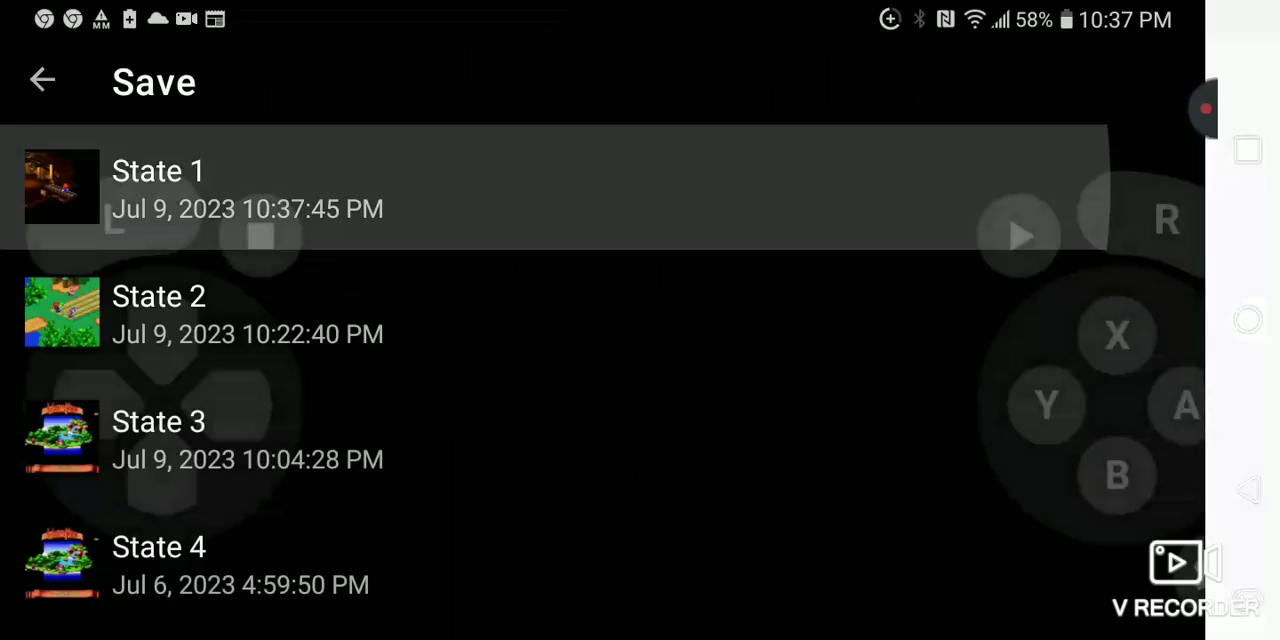 MM
58%
10:37 PM
Save
State 1
Jul 9, 2023 10:37:45 PM
L
R
State 2
Jul 9, 2023 10:22:40 PM
X
State 3
Jul 9, 2023 10:04:28 PM
Y
A
B
State 4
Jul 6, 2023 4:59:50 PM
V RECORDER